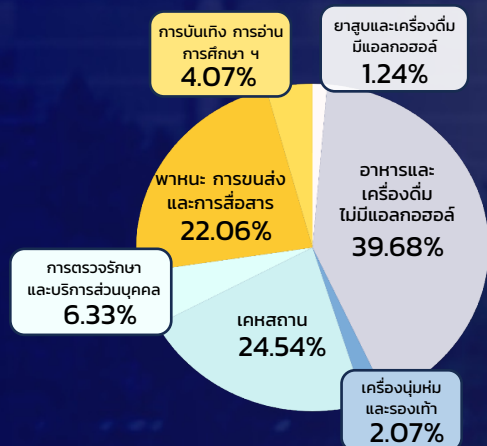 การบันเทิง การอ่าน
การศึกษา ฯ
4.07%
ยาสูบและเครื่องดื่ม
มีแอลกอฮอล์
1.24%
พาหนะ การขนส่ง
และการสื่อสาร
22.06%
อาหารและ
เครื่องดื่ม
ไม่มีแอลกอฮอล์
39.68%
การตรวจรักษา
และบริการส่วนบุคคล
6.33%
เคหสถาน
24.54%
เครื่องนุ่มห่ม
และรองเท้า
2.07%